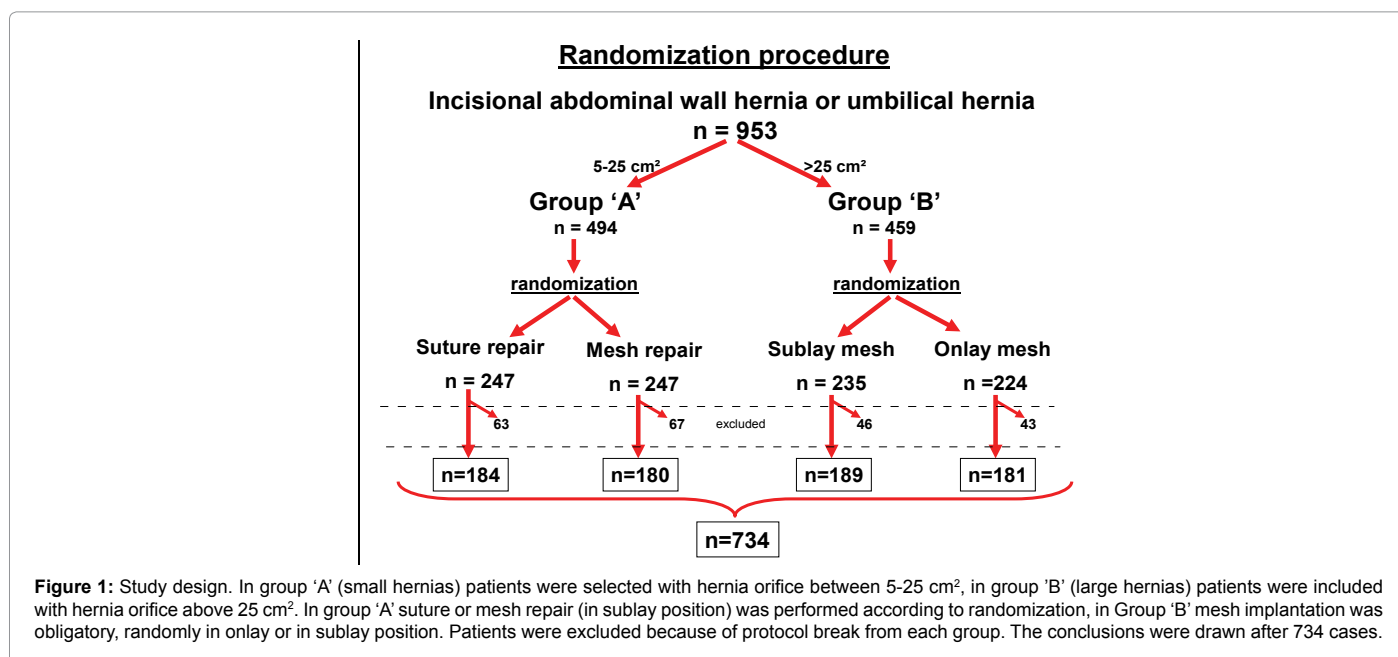 Randomization procedure
Incisional abdominal wall hernia or umbilical hernia
n = 953
5-25 cm² >25 cm²
Group ‘A’ Group ‘B’
n = 494 n = 459
randomization randomization
Suture repair Mesh repair Sublay mesh Onlay mesh
n = 247 n = 247 n = 235 n =224
63 67 excluded 46 43
n=184 n=180 n=189 n=181
n=734
Figure 1: Study design. In group ‘A’ (small hernias) patients were selected with hernia orifice between 5-25 cm², in group ’B’ (large hernias) patients were included
with hernia orifice above 25 cm². In group ‘A’ suture or mesh repair (in sublay position) was performed according to randomization, in Group ‘B’ mesh implantation was
obligatory, randomly in onlay or in sublay position. Patients were excluded because of protocol break from each group. The conclusions were drawn after 734 cases.